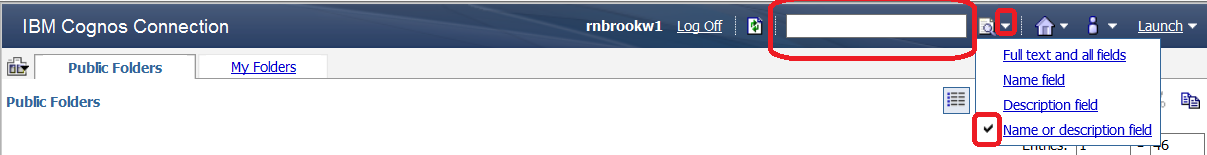 IBM Cognos Connection rnbrookw1 Log Off Launch
Full text and all fields
Public Folders My Folders
Name field
Public Folders
Description field
Name or description field
Entries: 1 - 46